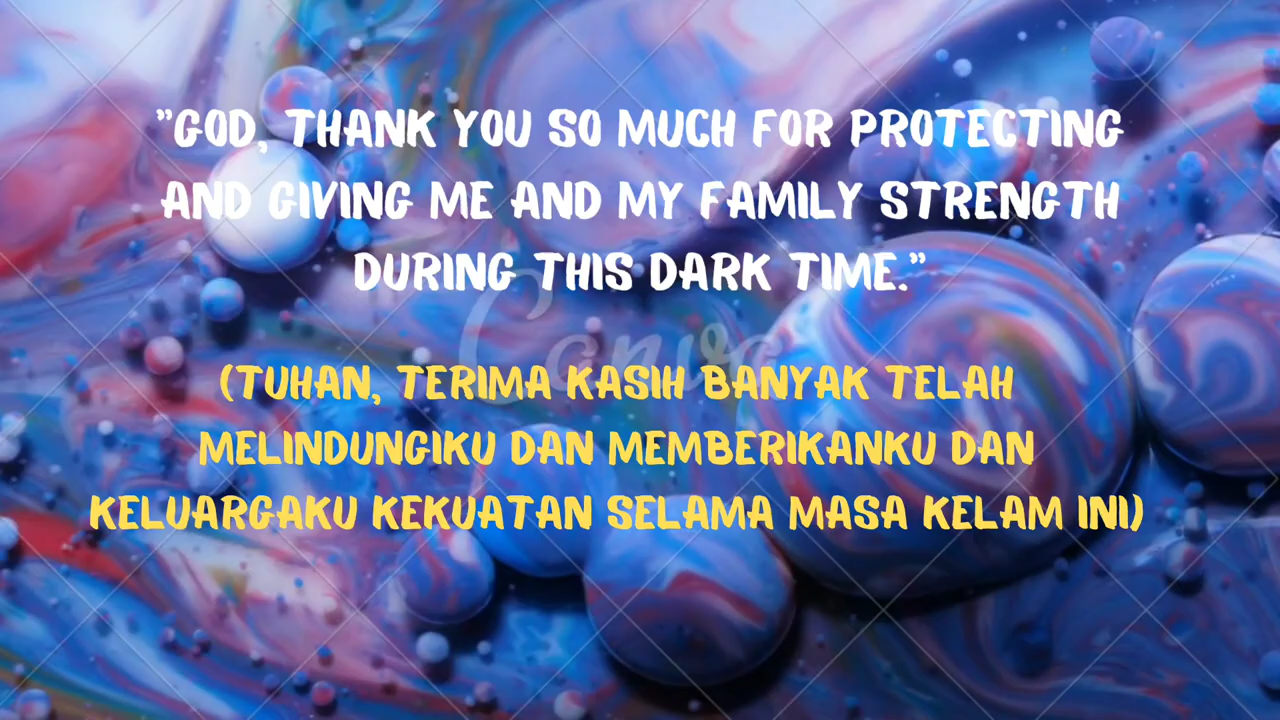 "GOD, THANK YOU SO MUCH FOR PROTECTING
AND GIVING ME AND MY FAMILY STRENGTH
DURING THIS DARK TIME."
Canva
(TUHAN, TERIMA KASIH BANYAK TELAH
MELINDUNGIKU DAN MEMBERIKANKU DAN
KELUARGAKU KEKUATAN SELAMA MASA KELAM INI)